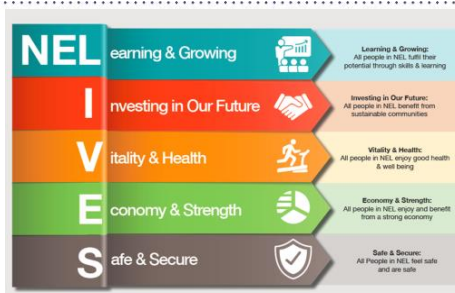 NEL earning & Growing
Learning & Growing:
All people in NEL fulfil their
potential through skills & learning
I nvesting in Our Future
Investing in Our Future:
All people in NEL benefit from
sustainable communities
V itality & Health
Vitality & Health:
All people in NEL enjoy good health
& well being
E conomy & Strength
Economy & Strength:
All people in NEL enjoy and benefit
from a strong economy
S afe & Secure
Safe & Secure:
All People in NEL feel safe
and are safe